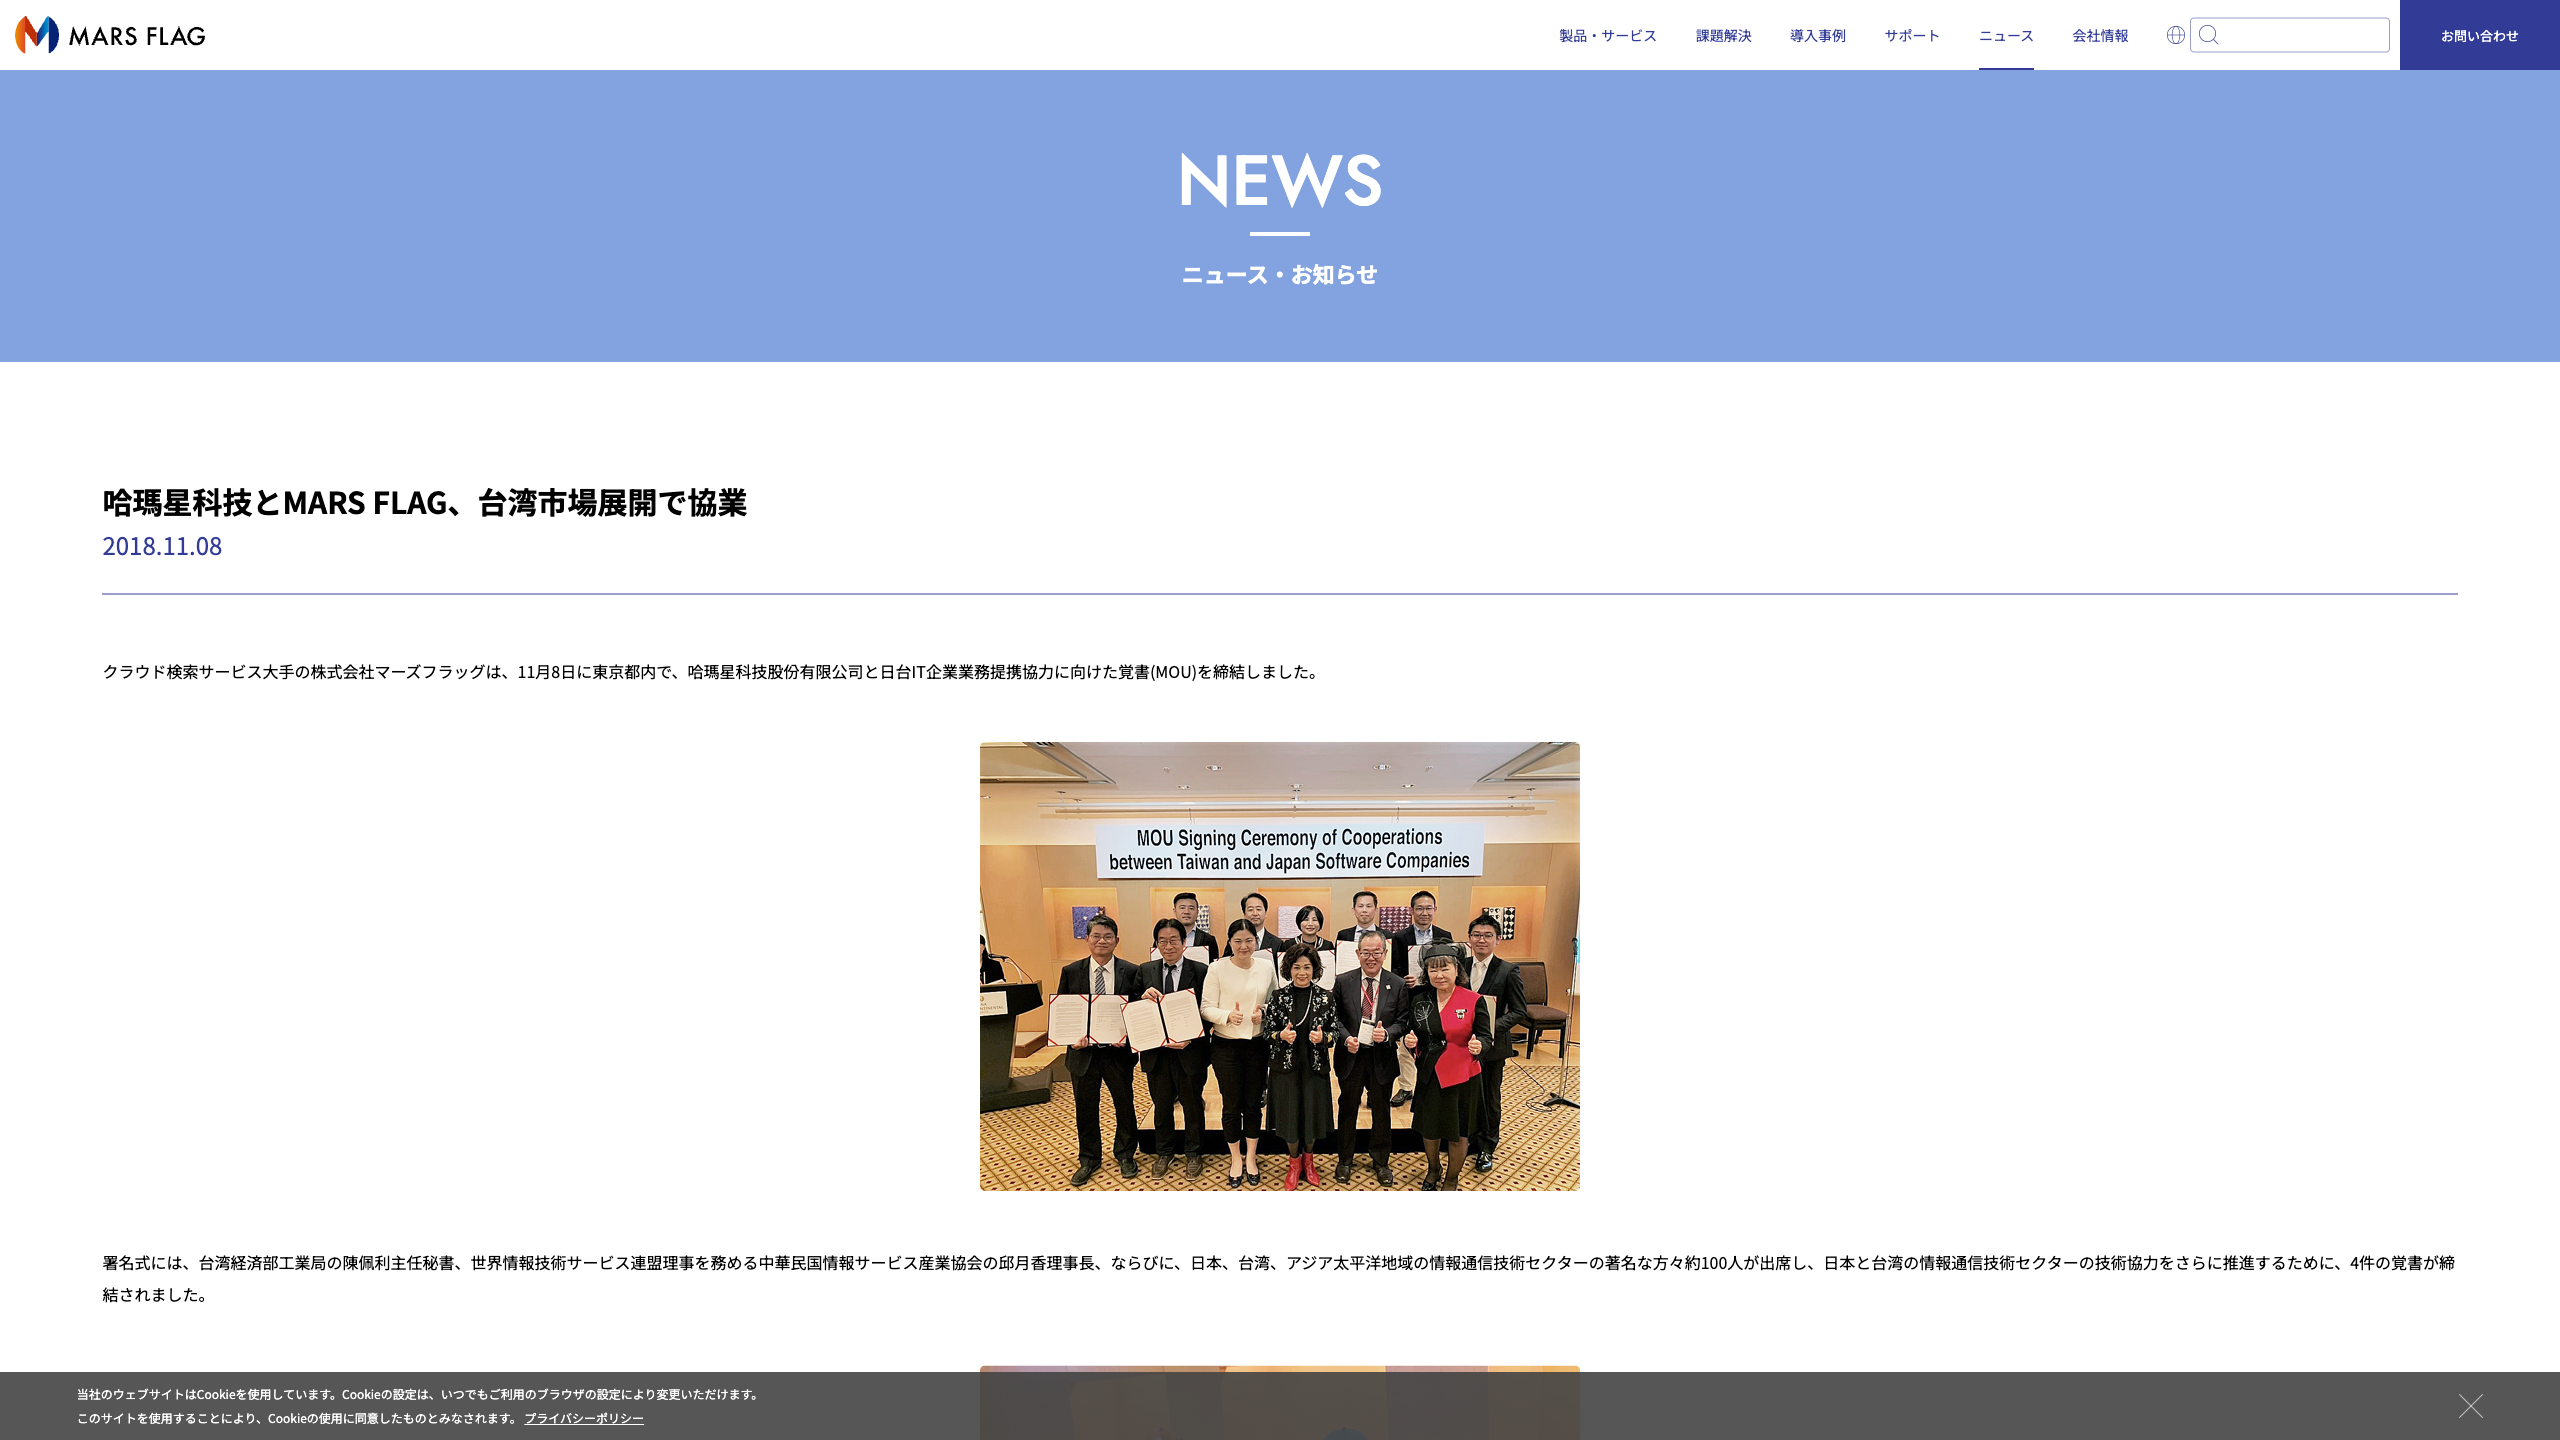 MARS FLAG
製品・サービス
課題解決
導入事例
サポート
ニュース
会社情報
お問い合わせ
NEWS
ニュース・お知らせ
哈瑪星科技とMARS FLAG、台湾市場展開で協業
2018.11.08
クラウド検索サービス大手の株式会社マーズフラッグは、11月8日に東京都内で、哈瑪星科技股份有限公司と日台IT企業業務提携協力に向けた覚書(MOU)を締結しました。
MOU Signing Ceremony of Cooperations
between Taiwan and Japan Software Companies
署名式には、台湾経済部工業局の陳佩利主任秘書、世界情報技術サービス連盟理事を務める中華民国情報サービス産業協会の邱月香理事長、ならびに、日本、台湾、アジア太平洋地域の情報通信技術セクターの著名な方々約100人が出席し、日本と台湾の情報通信技術セクターの技術協力をさらに推進するために、4件の覚書が締
結されました。
当社のウェブサイトはCookieを使用しています。Cookieの設定は、いつでもご利用のブラウザの設定により変更いただけます。
このサイトを使用することにより、Cookieの使用に同意したものとみなされます。 プライバシーポリシー